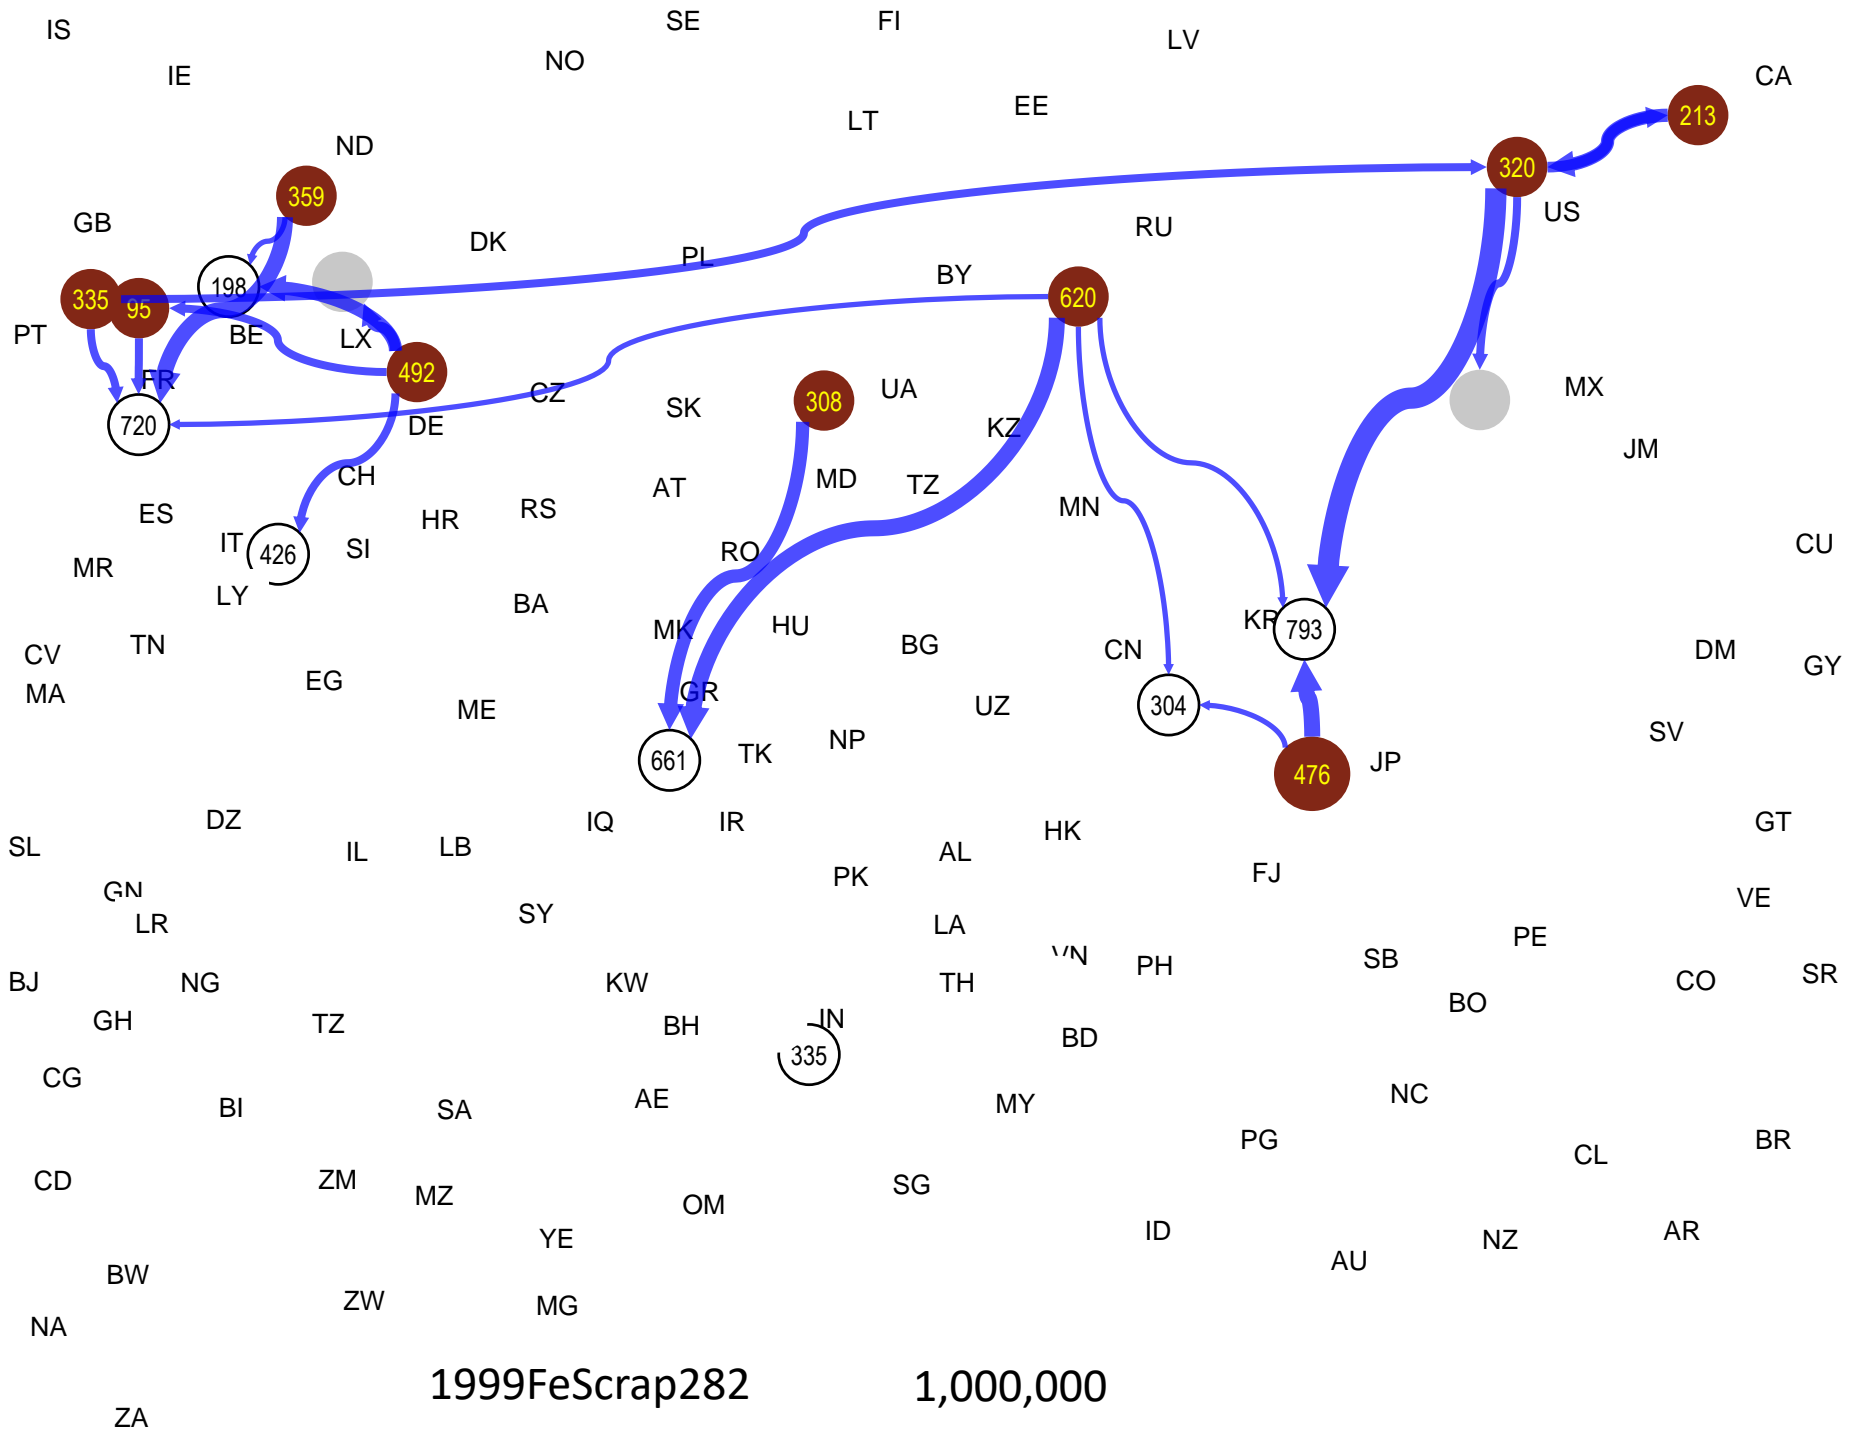 IS
SE
FI
LV
NO
IE
CA
EE
213
LT
ND
320
359
US
GB
RU
DK
PL
BY
198
620
335
95
PT
BE
LX
492
FR
MX
UA
CZ
308
SK
720
DE
KZ
JM
CH
MD
TZ
AT
MN
RS
ES
HR
IT
426
SI
RO
CU
MR
LY
BA
KR
793
MK
HU
TN
BG
CN
DM
CV
GY
EG
MA
GR
304
UZ
ME
SV
NP
TK
661
JP
476
DZ
IQ
IR
GT
HK
SL
IL
LB
AL
FJ
PK
GN
VE
SY
LR
LA
PE
VN
SB
PH
SR
CO
BJ
NG
KW
TH
BO
IN
GH
TZ
BH
BD
335
CG
NC
AE
MY
BI
SA
PG
BR
CL
CD
ZM
SG
MZ
OM
ID
AR
YE
NZ
AU
BW
ZW
MG
NA
1999FeScrap282 1,000,000
ZA